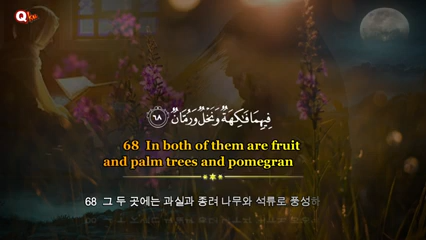 فِيهِمَا فَٰكِهَةٌ وَنَخْلٌ وَرُمَّانٌ ٦٨
68 In both of them are fruit
and palm trees and pomegran
68 그 두 곳에는 과실과 종려 나무와 석류로 풍성하